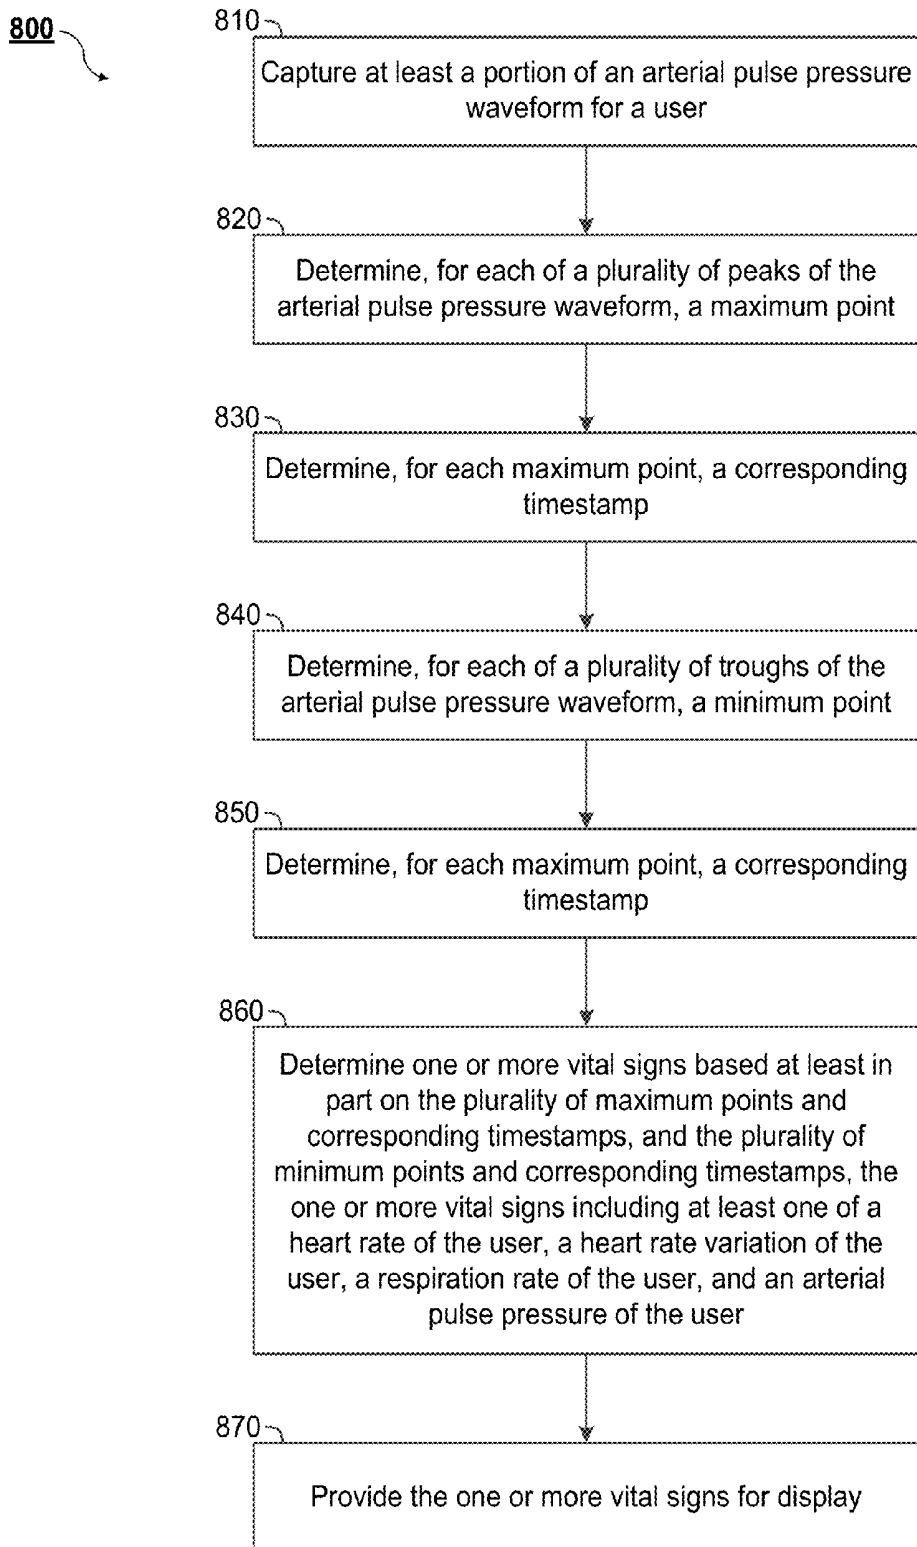 800
810
Capture at least a portion of an arterial pulse pressure
waveform for a user
820
Determine, for each of a plurality of peaks of the
arterial pulse pressure waveform, a maximum point
830
Determine, for each maximum point, a corresponding
timestamp
840
Determine, for each of a plurality of troughs of the
arterial pulse pressure waveform, a minimum point
850
Determine, for each maximum point, a corresponding
timestamp
860
Determine one or more vital signs based at least in
part on the plurality of maximum points and
corresponding timestamps, and the plurality of
minimum points and corresponding timestamps, the
one or more vital signs including at least one of a
heart rate of the user, a heart rate variation of the
user, a respiration rate of the user, and an arterial
pulse pressure of the user
870
Provide the one or more vital signs for display